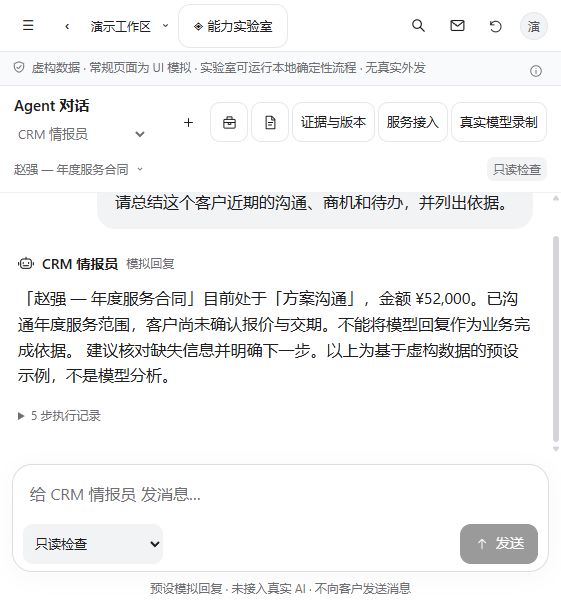 演示工作区
能力实验室
演
虚构数据 · 常规页面为 UI 模拟 · 实验室可运行本地确定性流程 · 无真实外发
Agent 对话
CRM 情报员
证据与版本
服务接入
真实模型录制
赵强 — 年度服务合同
只读检查
请总结这个客户近期的沟通、商机和待办，并列出依据。
CRM 情报员 模拟回复
「赵强 — 年度服务合同」目前处于「方案沟通」，金额 ¥52,000。已沟
通年度服务范围，客户尚未确认报价与交期。不能将模型回复作为业务完
成依据。 建议核对缺失信息并明确下一步。以上为基于虚构数据的预设
示例，不是模型分析。
5 步执行记录
给 CRM 情报员 发消息...
只读检查
发送
预设模拟回复 · 未接入真实 AI · 不向客户发送消息